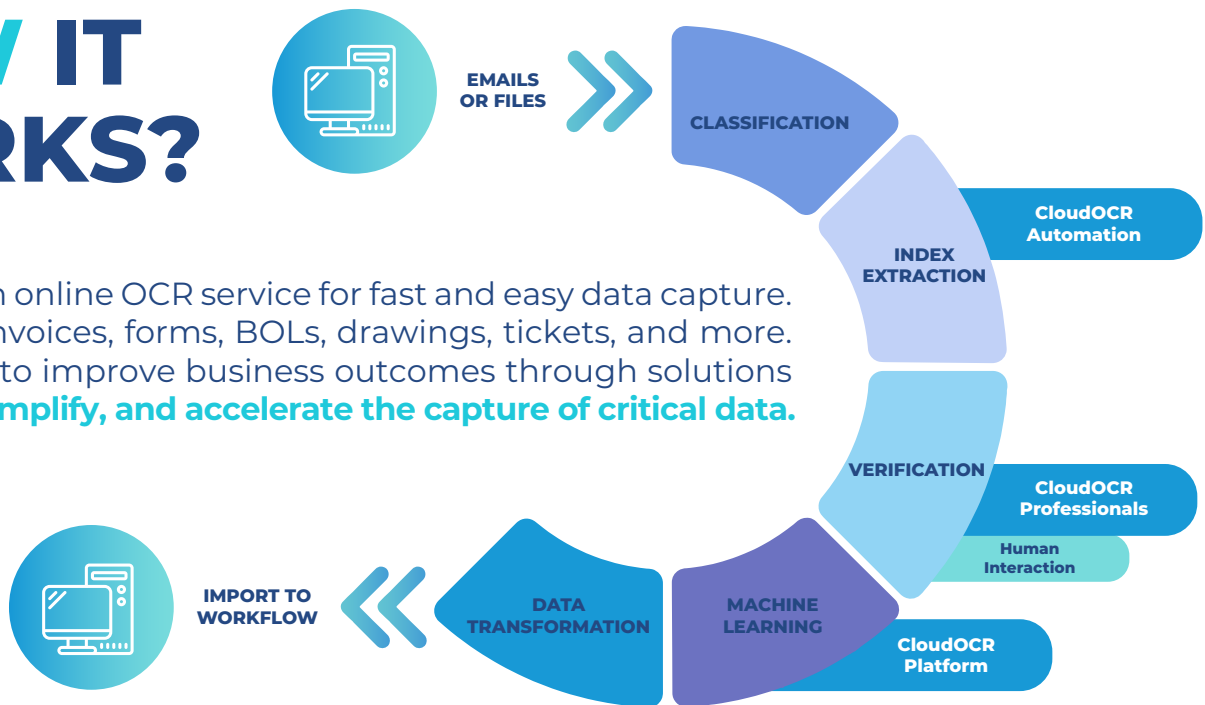 IT
RKS?
EMAILS
OR FILES
CLASSIFICATION
INDEX
EXTRACTION
CloudOCR
Automation
n online OCR service for fast and easy data capture.
nvoices, forms, BOLs, drawings, tickets, and more.
to improve business outcomes through solutions
mplify, and accelerate the capture of critical data.
VERIFICATION
CloudOCR
Professionals
Human
Interaction
MACHINE
LEARNING
CloudOCR
Platform
DATA
TRANSFORMATION
IMPORT TO
WORKFLOW